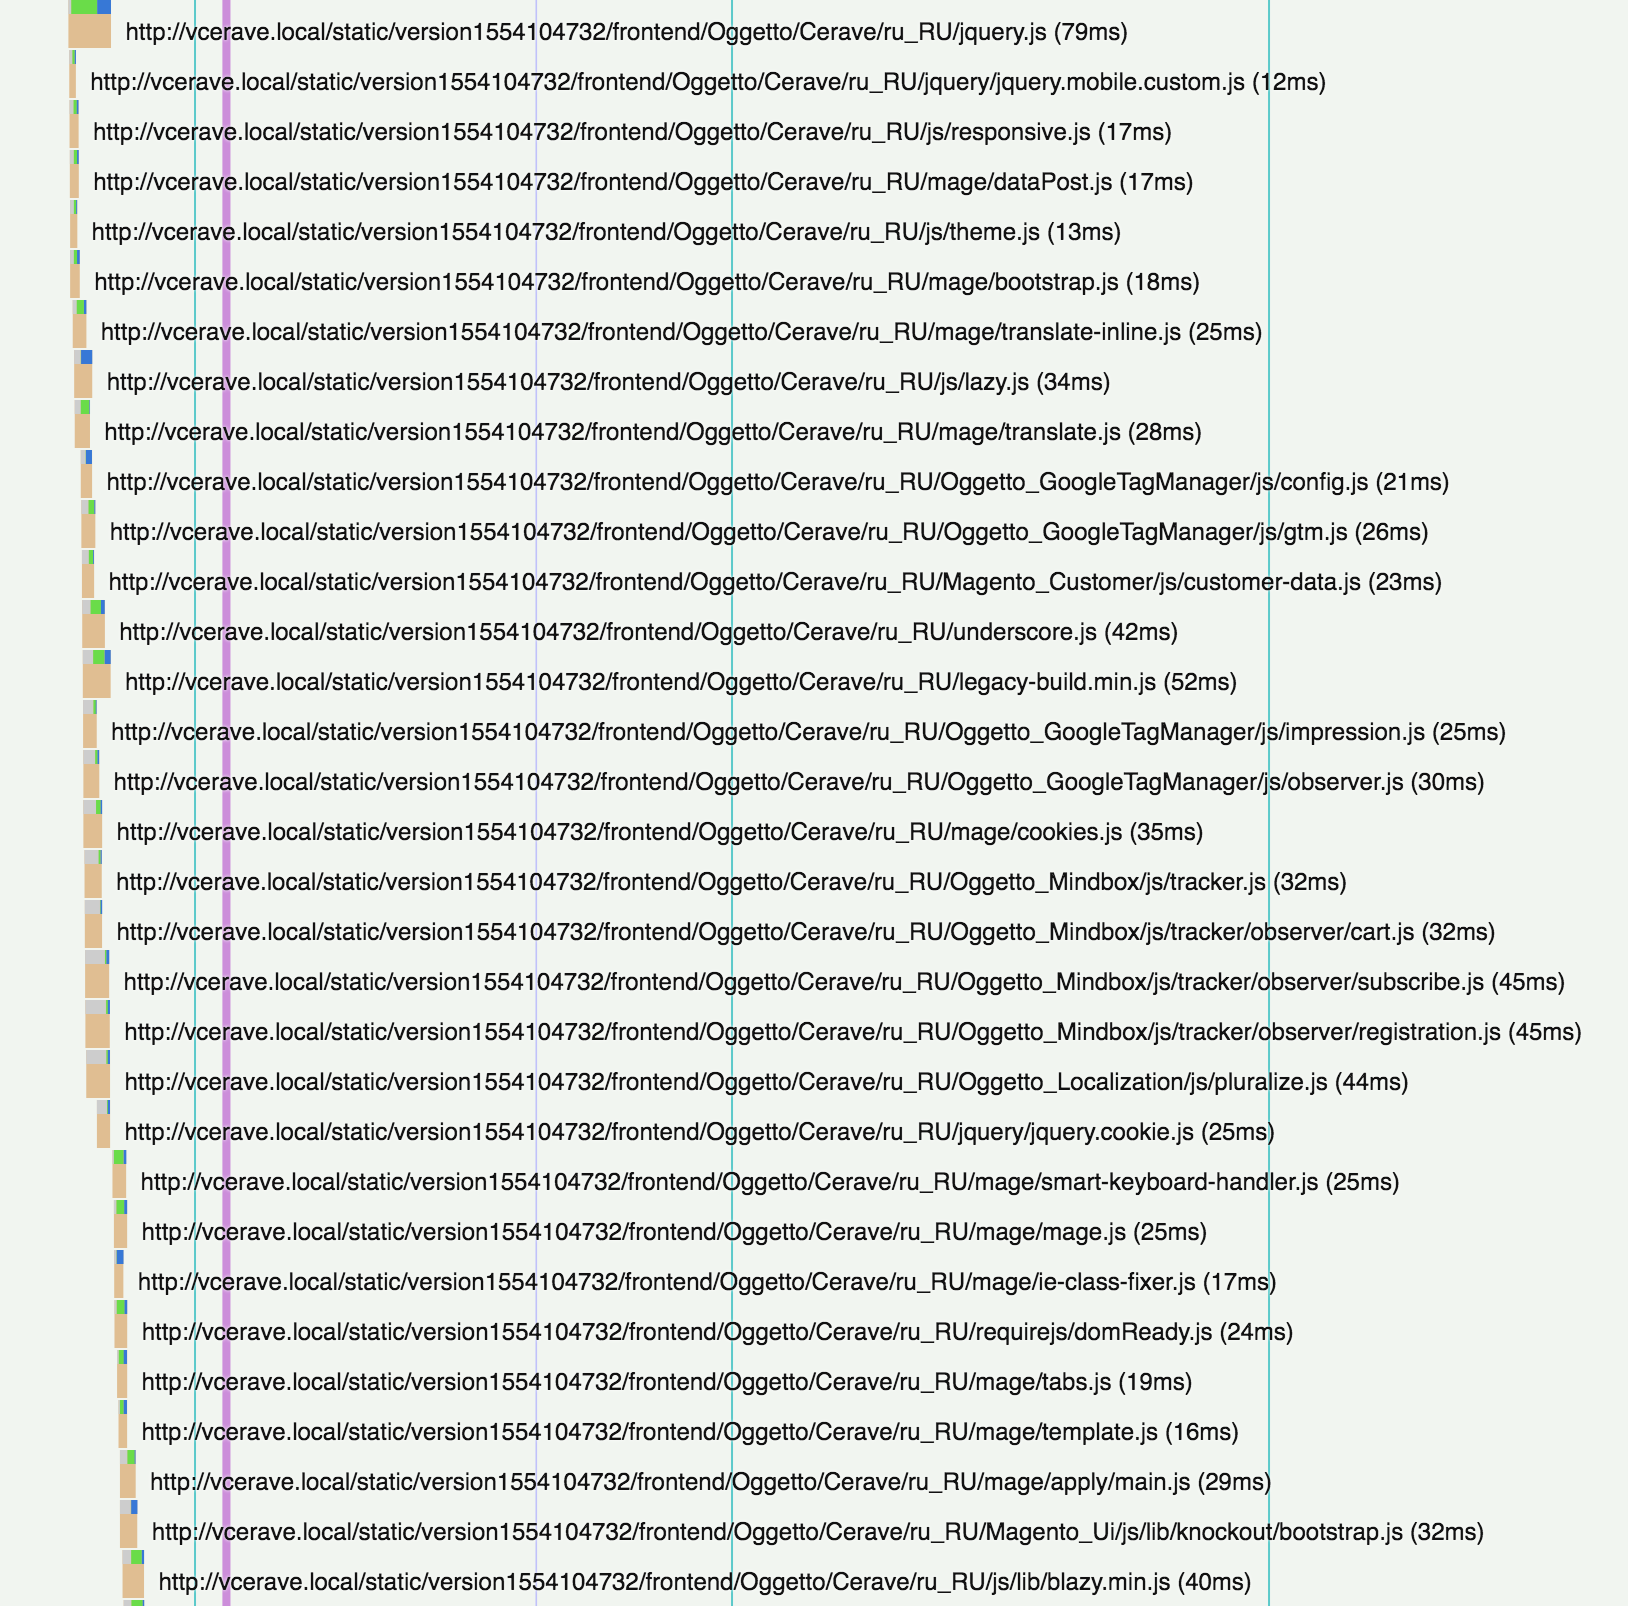 http://vcerave.local/static/version1554104732/frontend/Oggetto/Cerave/ru_RU/jquery.js (79ms)
http://vcerave.local/static/version1554104732/frontend/Oggetto/Cerave/ru_RU/jquery/jquery.mobile.custom.js (12ms)
http://vcerave.local/static/version1554104732/frontend/Oggetto/Cerave/ru_RU/js/responsive.js (17ms)
http://vcerave.local/static/version1554104732/frontend/Oggetto/Cerave/ru_RU/mage/dataPost.js (17ms)
http://vcerave.local/static/version1554104732/frontend/Oggetto/Cerave/ru_RU/js/theme.js (13ms)
http://vcerave.local/static/version1554104732/frontend/Oggetto/Cerave/ru_RU/mage/bootstrap.js (18ms)
http://vcerave.local/static/version1554104732/frontend/Oggetto/Cerave/ru_RU/mage/translate-inline.js (25ms)
http://vcerave.local/static/version1554104732/frontend/Oggetto/Cerave/ru_RU/js/lazy.js (34ms)
http://vcerave.local/static/version1554104732/frontend/Oggetto/Cerave/ru_RU/mage/translate.js (28ms)
http://vcerave.local/static/version1554104732/frontend/Oggetto/Cerave/ru_RU/Oggetto_GoogleTagManager/js/config.js (21ms)
http://vcerave.local/static/version1554104732/frontend/Oggetto/Cerave/ru_RU/Oggetto_GoogleTagManager/js/gtm.js (26ms)
http://vcerave.local/static/version1554104732/frontend/Oggetto/Cerave/ru_RU/Magento_Customer/js/customer-data.js (23ms)
http://vcerave.local/static/version1554104732/frontend/Oggetto/Cerave/ru_RU/underscore.js (42ms)
http://vcerave.local/static/version1554104732/frontend/Oggetto/Cerave/ru_RU/legacy-build.min.js (52ms)
http://vcerave.local/static/version1554104732/frontend/Oggetto/Cerave/ru_RU/Oggetto_GoogleTagManager/js/impression.js (25ms)
http://vcerave.local/static/version1554104732/frontend/Oggetto/Cerave/ru_RU/Oggetto_GoogleTagManager/js/observer.js (30ms)
http://vcerave.local/static/version1554104732/frontend/Oggetto/Cerave/ru_RU/mage/cookies.js (35ms)
http://vcerave.local/static/version1554104732/frontend/Oggetto/Cerave/ru_RU/Oggetto_Mindbox/js/tracker.js (32ms)
http://vcerave.local/static/version1554104732/frontend/Oggetto/Cerave/ru_RU/Oggetto_Mindbox/js/tracker/observer/cart.js (32ms)
http://vcerave.local/static/version1554104732/frontend/Oggetto/Cerave/ru_RU/Oggetto_Mindbox/js/tracker/observer/subscribe.js (45ms)
http://vcerave.local/static/version1554104732/frontend/Oggetto/Cerave/ru_RU/Oggetto_Mindbox/js/tracker/observer/registration.js (45ms)
http://vcerave.local/static/version1554104732/frontend/Oggetto/Cerave/ru_RU/Oggetto_Localization/js/pluralize.js (44ms)
http://vcerave.local/static/version1554104732/frontend/Oggetto/Cerave/ru_RU/jquery/jquery.cookie.js (25ms)
http://vcerave.local/static/version1554104732/frontend/Oggetto/Cerave/ru_RU/mage/smart-keyboard-handler.js (25ms)
http://vcerave.local/static/version1554104732/frontend/Oggetto/Cerave/ru_RU/mage/mage.js (25ms)
http://vcerave.local/static/version1554104732/frontend/Oggetto/Cerave/ru_RU/mage/ie-class-fixer.js (17ms)
http://vcerave.local/static/version1554104732/frontend/Oggetto/Cerave/ru_RU/requirejs/domReady.js (24ms)
http://vcerave.local/static/version1554104732/frontend/Oggetto/Cerave/ru_RU/mage/tabs.js (19ms)
http://vcerave.local/static/version1554104732/frontend/Oggetto/Cerave/ru_RU/mage/template.js (16ms)
http://vcerave.local/static/version1554104732/frontend/Oggetto/Cerave/ru_RU/mage/apply/main.js (29ms)
http://vcerave.local/static/version1554104732/frontend/Oggetto/Cerave/ru_RU/Magento_Ui/js/lib/knockout/bootstrap.js (32ms)
http://vcerave.local/static/version1554104732/frontend/Oggetto/Cerave/ru_RU/js/lib/blazy.min.js (40ms)